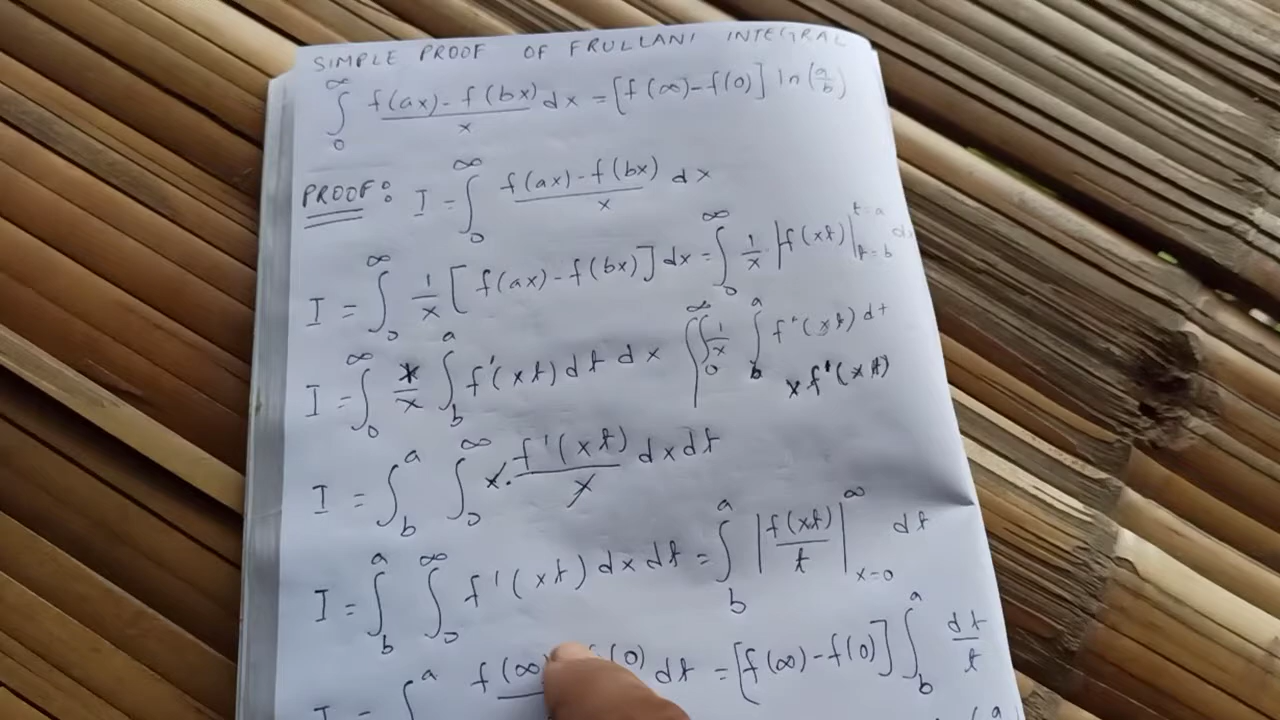 SIMPLE PROOF OF FRULLANI INTEGRAL
∫₀^∞ (f(ax)-f(bx))/x dx = [f(∞)-f(0)] ln(a/b)
PROOF: I = ∫₀^∞ (f(ax)-f(bx))/x dx
I = ∫₀^∞ 1/x [f(ax)-f(bx)] dx = ∫₀^∞ 1/x · |f(xt)|_{t=b}^{t=a} dx
I = ∫₀^∞ x/x ∫_b^a f'(xt) dt dx ∫₀^∞ 1/x ∫_b^a f'(xt) dt
x f'(xt)
I = ∫_b^a ∫₀^∞ x · f'(xt)/x dx dt
I = ∫_b^a ∫₀^∞ f'(xt) dx dt = ∫_b^a |f(xt)/t|_{x=0}^∞ dt
I = ∫^a f(∞) f(0) dt = [f(∞)-f(0)] ∫_b^a dt/t